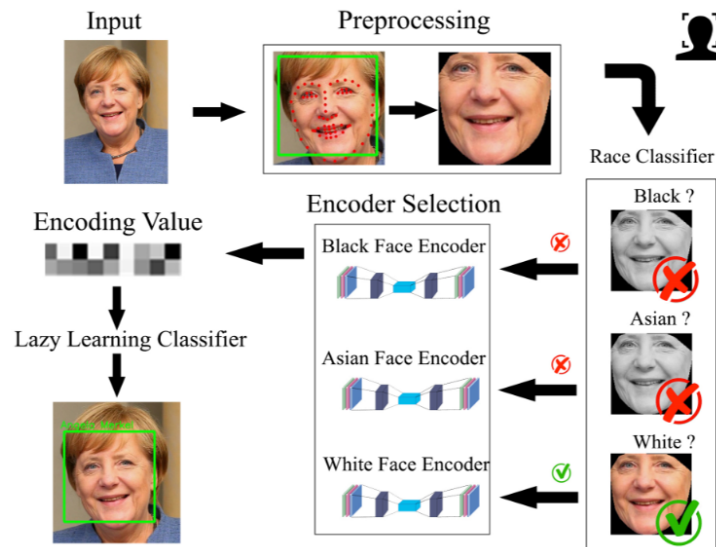 Input
Preprocessing
Race Classifier
Black ?
Asian ?
White ?
Encoder Selection
Black Face Encoder
Asian Face Encoder
White Face Encoder
Encoding Value
Lazy Learning Classifier